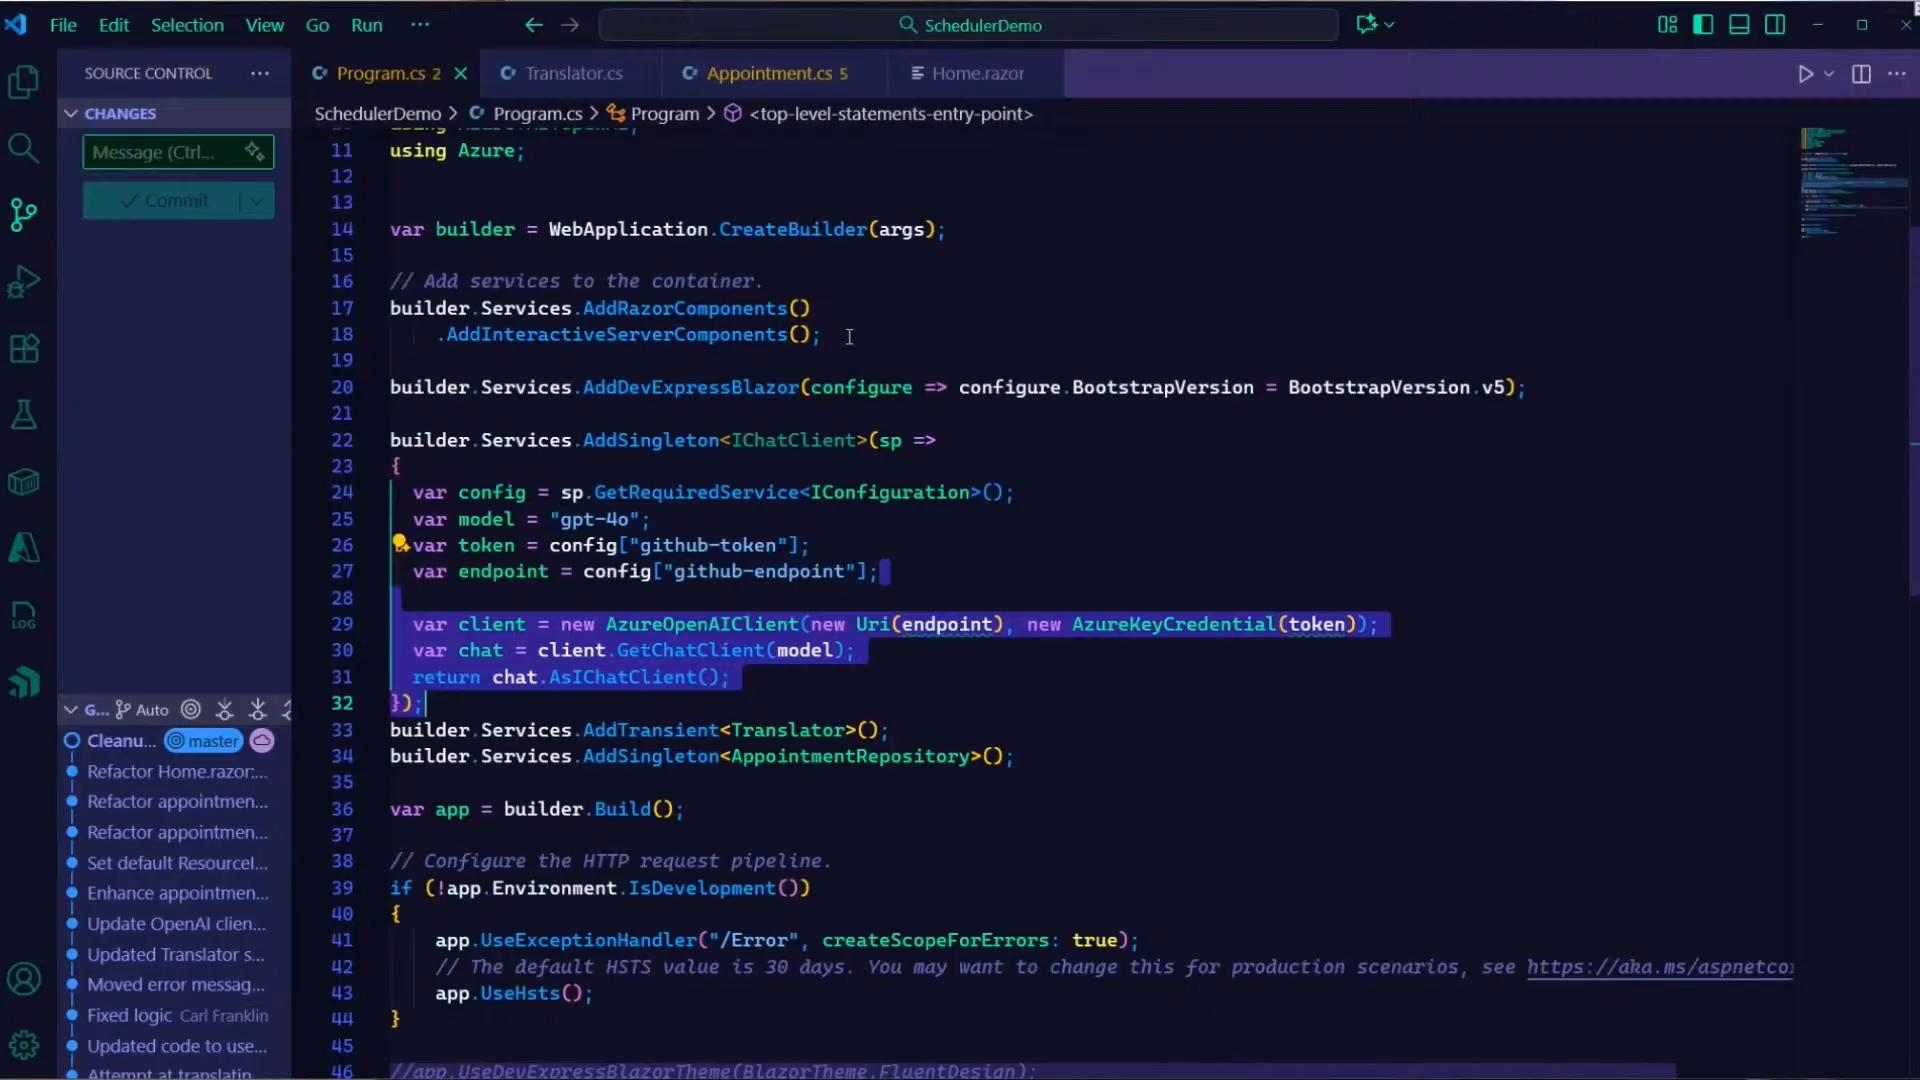 File Edit Selection View Go Run ···
SchedulerDemo
SOURCE CONTROL ···
Program.cs 2
Translator.cs
Appointment.cs 5
Home.razor
CHANGES
SchedulerDemo > Program.cs > Program > <top-level-statements-entry-point>
Message (Ctrl...
Commit
11 using Azure;
12
13
14 var builder = WebApplication.CreateBuilder(args);
15
16 // Add services to the container.
17 builder.Services.AddRazorComponents()
18 .AddInteractiveServerComponents();
19
20 builder.Services.AddDevExpressBlazor(configure => configure.BootstrapVersion = BootstrapVersion.v5);
21
22 builder.Services.AddSingleton<IChatClient>(sp =>
23 {
24 var config = sp.GetRequiredService<IConfiguration>();
25 var model = "gpt-4o";
26 var token = config["github-token"];
27 var endpoint = config["github-endpoint"];
28
29 var client = new AzureOpenAIClient(new Uri(endpoint), new AzureKeyCredential(token));
30 var chat = client.GetChatClient(model);
31 return chat.AsIChatClient();
32 });
33 builder.Services.AddTransient<Translator>();
34 builder.Services.AddSingleton<AppointmentRepository>();
35
36 var app = builder.Build();
37
38 // Configure the HTTP request pipeline.
39 if (!app.Environment.IsDevelopment())
40 {
41 app.UseExceptionHandler("/Error", createScopeForErrors: true);
42 // The default HSTS value is 30 days. You may want to change this for production scenarios, see https://aka.ms/aspnetco
43 app.UseHsts();
44 }
45
46 //app.UseDevExpressBlazorTheme(BlazorTheme.FluentDesign);
LOG
G... Auto
Cleanu... master
Refactor Home.razor:...
Refactor appointmen...
Refactor appointmen...
Set default ResourceI...
Enhance appointmen...
Update OpenAI clien...
Updated Translator s...
Moved error messag...
Fixed logic Carl Franklin
Updated code to use...
Attempt at translatin